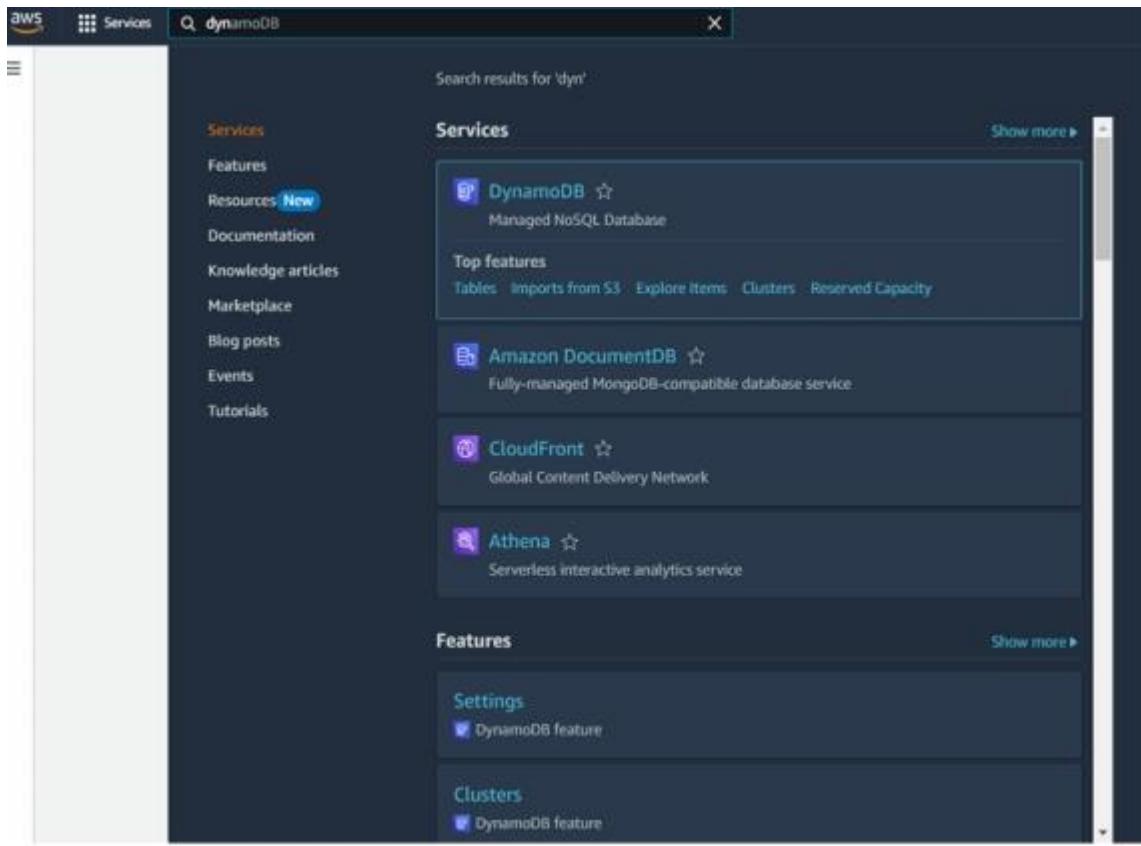 aws
Services
dynamoDB
Search results for 'dyn'
Services
Features
Resources New
Documentation
Knowledge articles
Marketplace
Blog posts
Events
Tutorials
Services
Show more
DynamoDB
Managed NoSQL Database
Top features
Tables Imports from S3 Explore Items Clusters Reserved Capacity
Amazon DocumentDB
Fully-managed MongoDB-compatible database service
CloudFront
Global Content Delivery Network
Athena
Serverless interactive analytics service
Features
Show more
Settings
DynamoDB feature
Clusters
DynamoDB feature